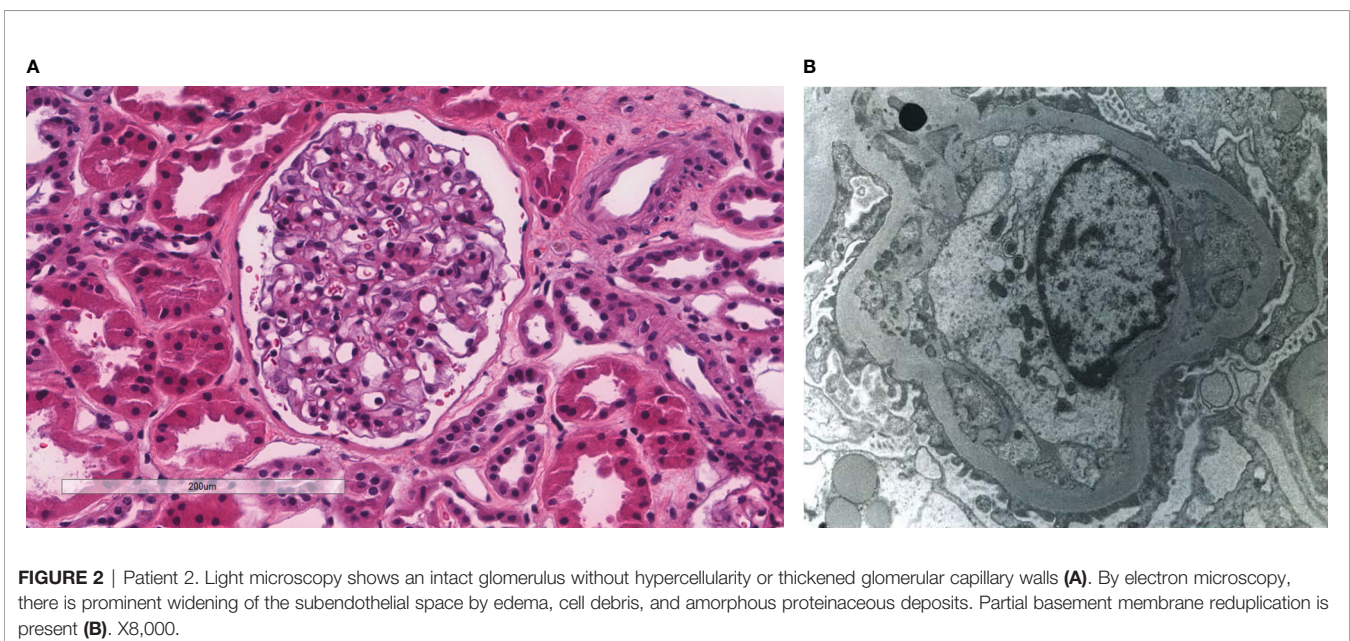 A
B
200um
FIGURE 2 | Patient 2. Light microscopy shows an intact glomerulus without hypercellularity or thickened glomerular capillary walls (A). By electron microscopy,
there is prominent widening of the subendothelial space by edema, cell debris, and amorphous proteinaceous deposits. Partial basement membrane reduplication is
present (B). X8,000.